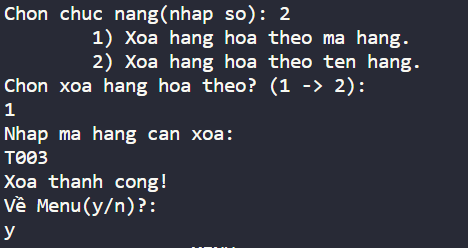 Chon chuc nang(nhap so): 2
1) Xoa hang hoa theo ma hang.
2) Xoa hang hoa theo ten hang.
Chon xoa hang hoa theo? (1 -> 2):
1
Nhap ma hang can xoa:
T003
Xoa thanh cong!
Về Menu(y/n)?:
y